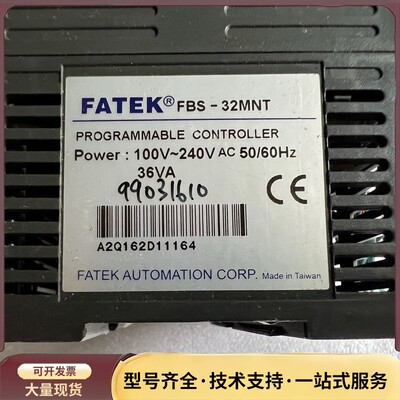 FATEK® FBS-32MNT
PROGRAMMABLE CONTROLLER
Power : 100V~240V AC 50/60Hz
36VA
99031610
CE
A2Q162D11164
FATEK AUTOMATION CORP. Made in Taiwan
可开发票
大量现货
型号齐全·技术支持·一站式服务